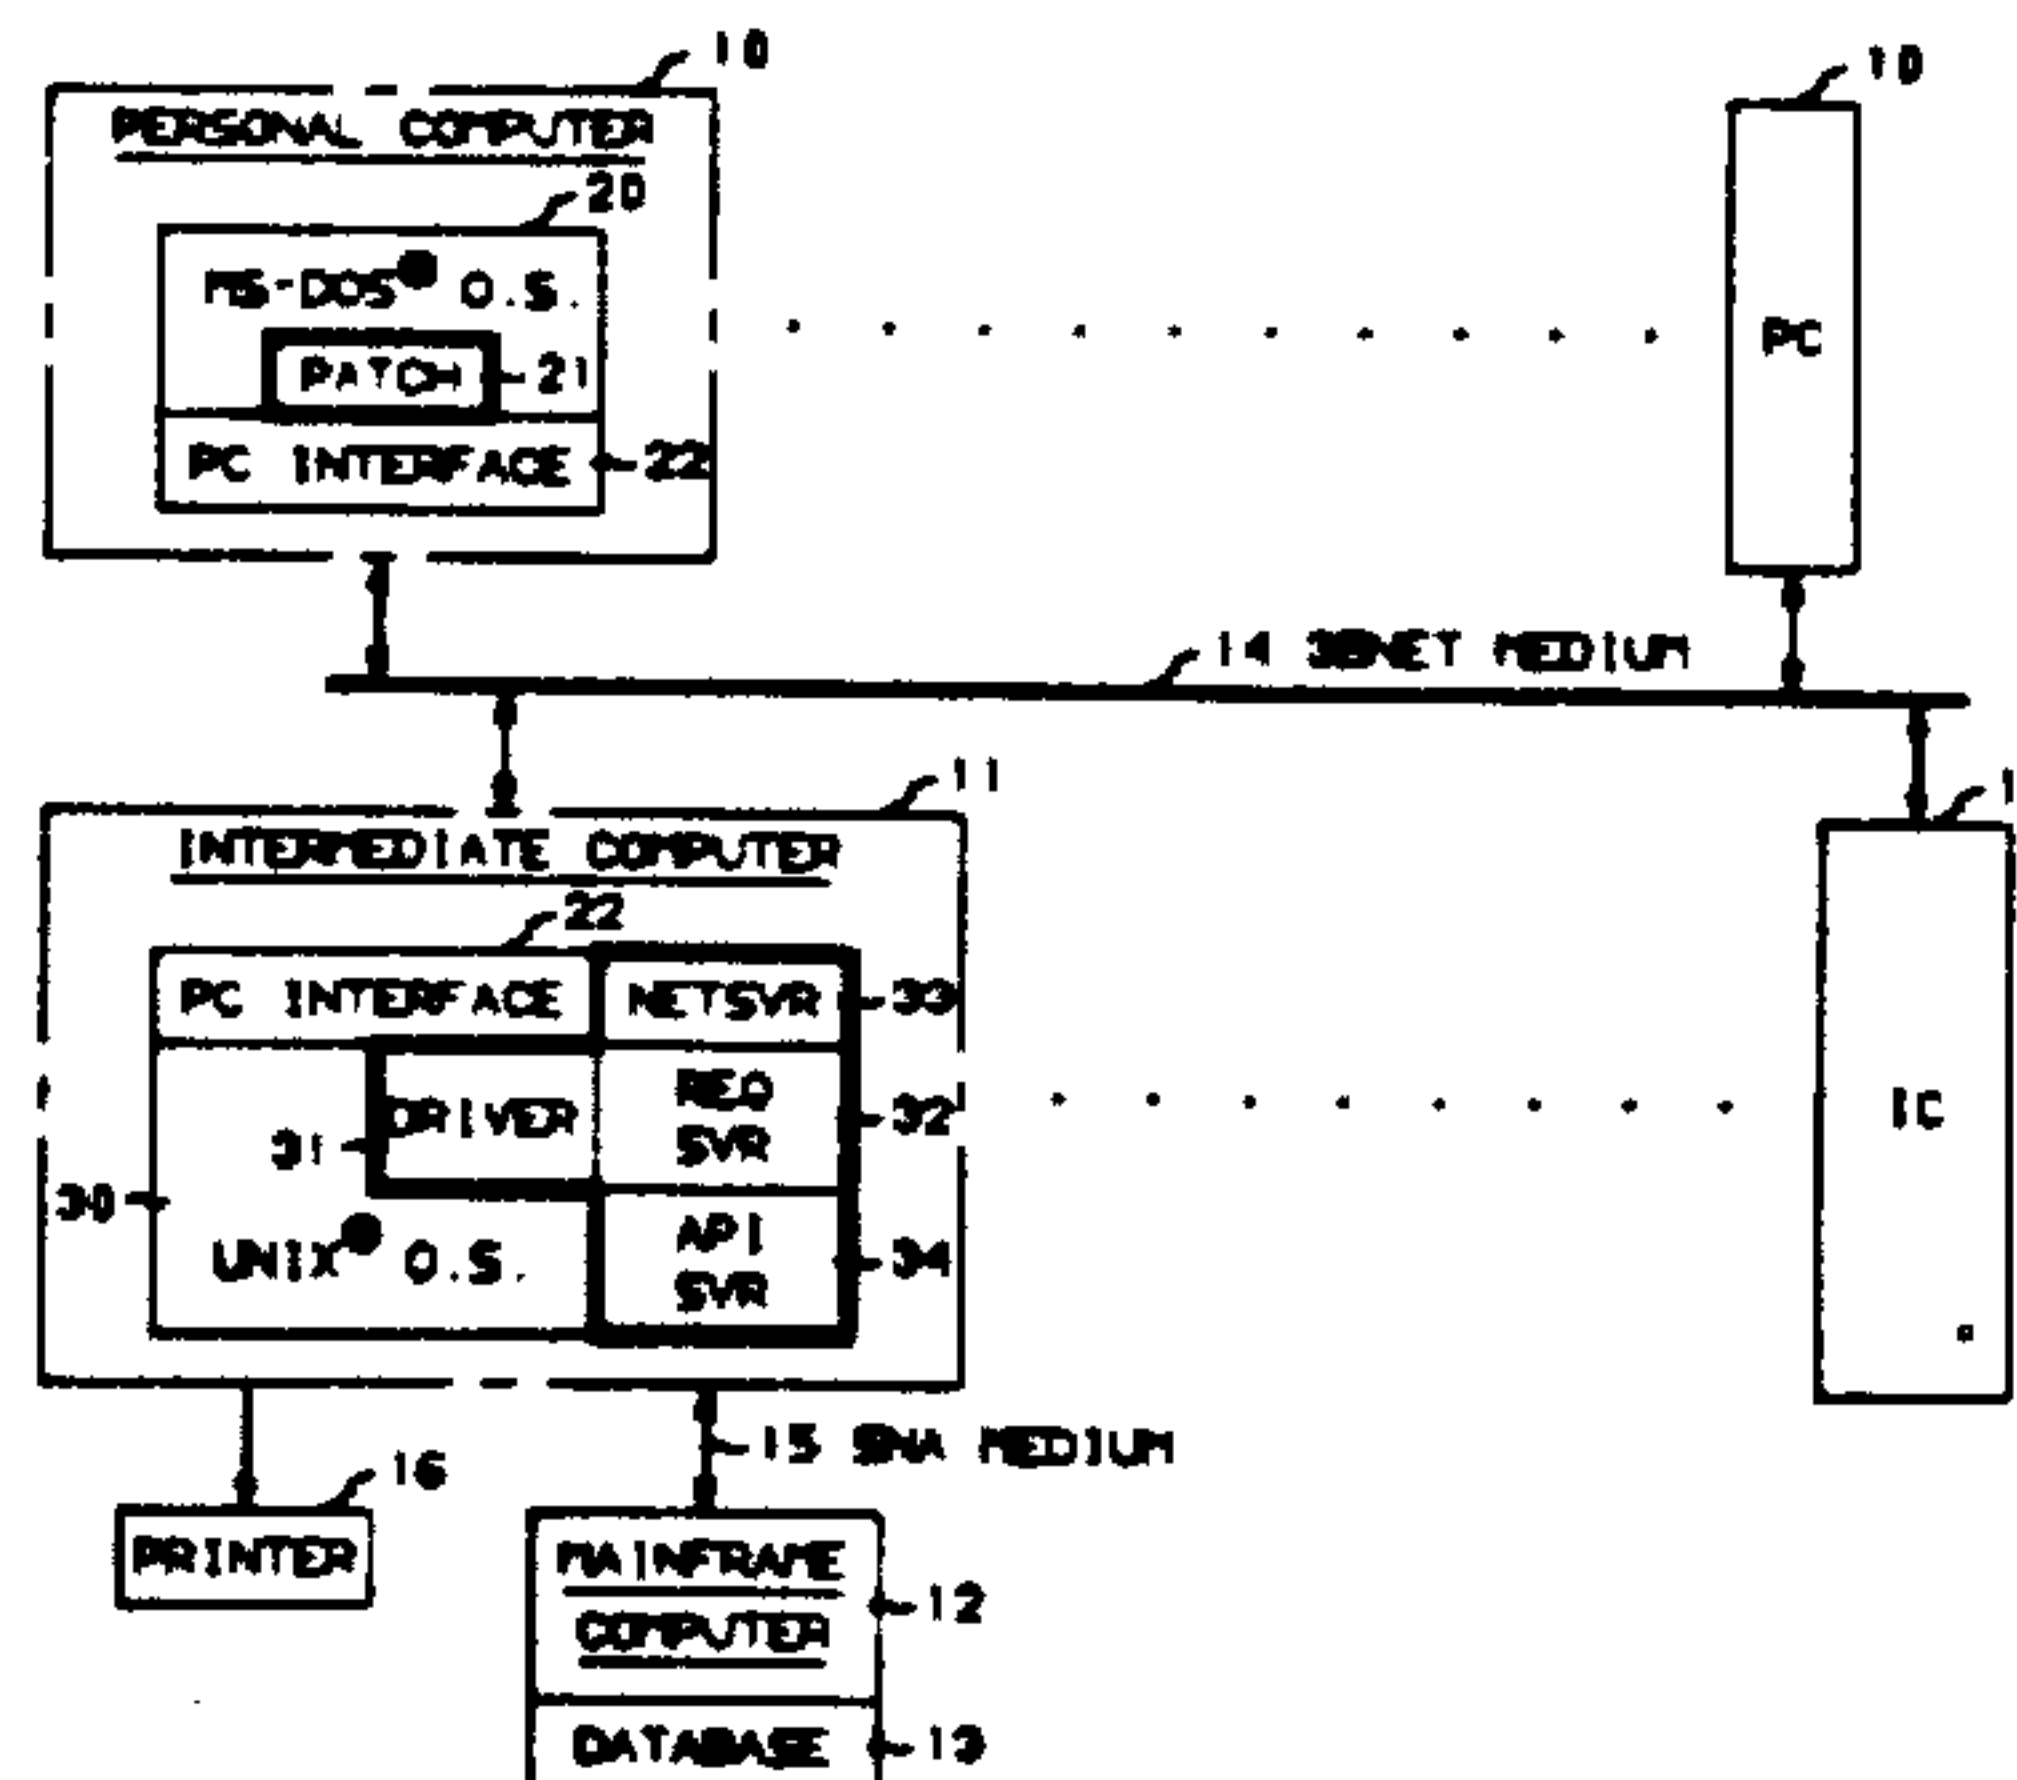 10
10
PERSONAL COMPUTER
20
MS-DOS O.S.
PATCH
21
PC
PC INTERFACE
22
14 3BNET MEDIUM
11
1
INTERMEDIATE COMPUTER
22
PC INTERFACE
NETSVR
33
DRIVER
REQ
SVR
32
31
IC
30
UNIX O.S.
API
SVR
34
15 SNA MEDIUM
16
PRINTER
MAINFRAME
COMPUTER
12
DATABASE
13